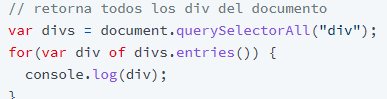 // retorna todos los div del documento
var divs = document.querySelectorAll("div");
for(var div of divs.entries()) {
  console.log(div);
}